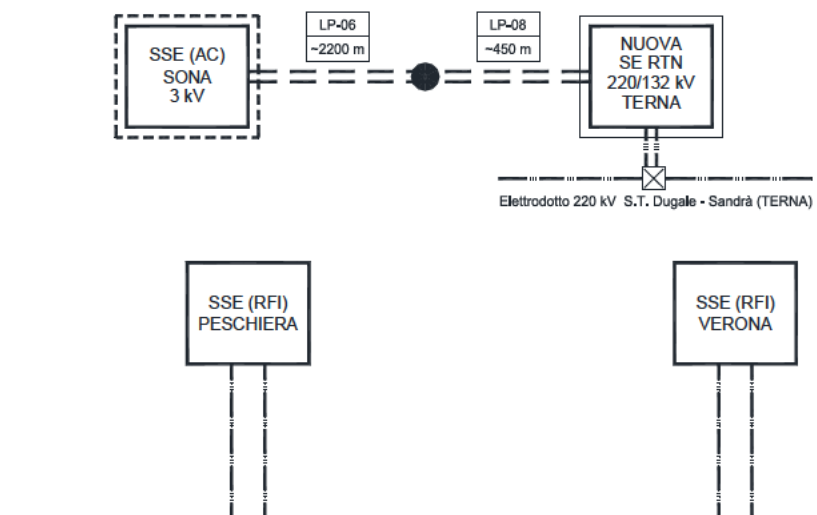 LP-06
~2200 m
LP-08
~450 m
SSE (AC)
SONA
3 kV
NUOVA
SE RTN
220/132 kV
TERNA
Elettrodotto 220 kV S.T. Dugale - Sandrà (TERNA)
SSE (RFI)
PESCHIERA
SSE (RFI)
VERONA